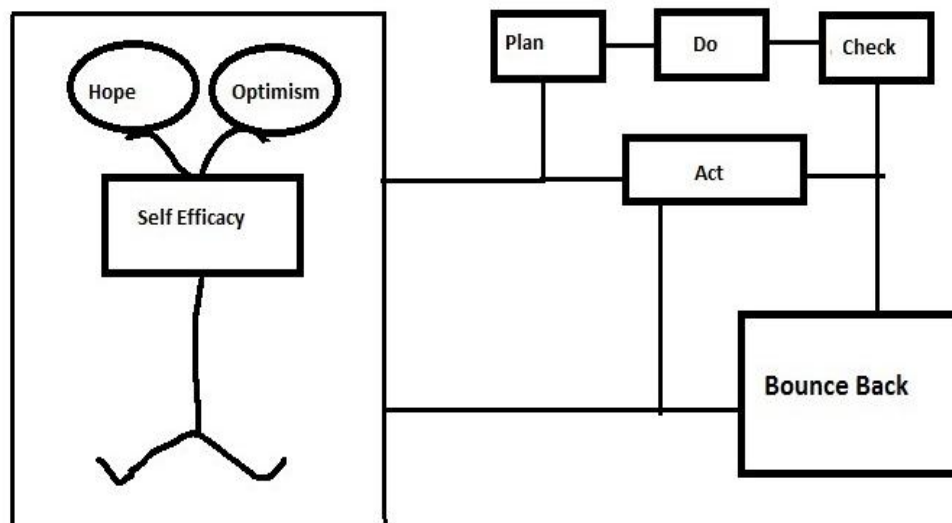 Hope
Optimism
Self Efficacy
Plan
Do
Check
Act
Bounce Back